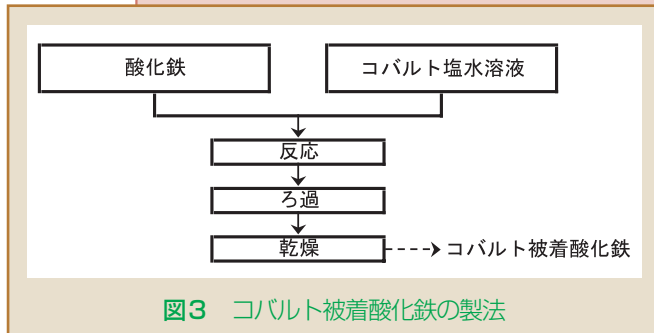 酸化鉄
コバルト塩水溶液
反応
ろ過
乾燥
コバルト被着酸化鉄
図3 コバルト被着酸化鉄の製法